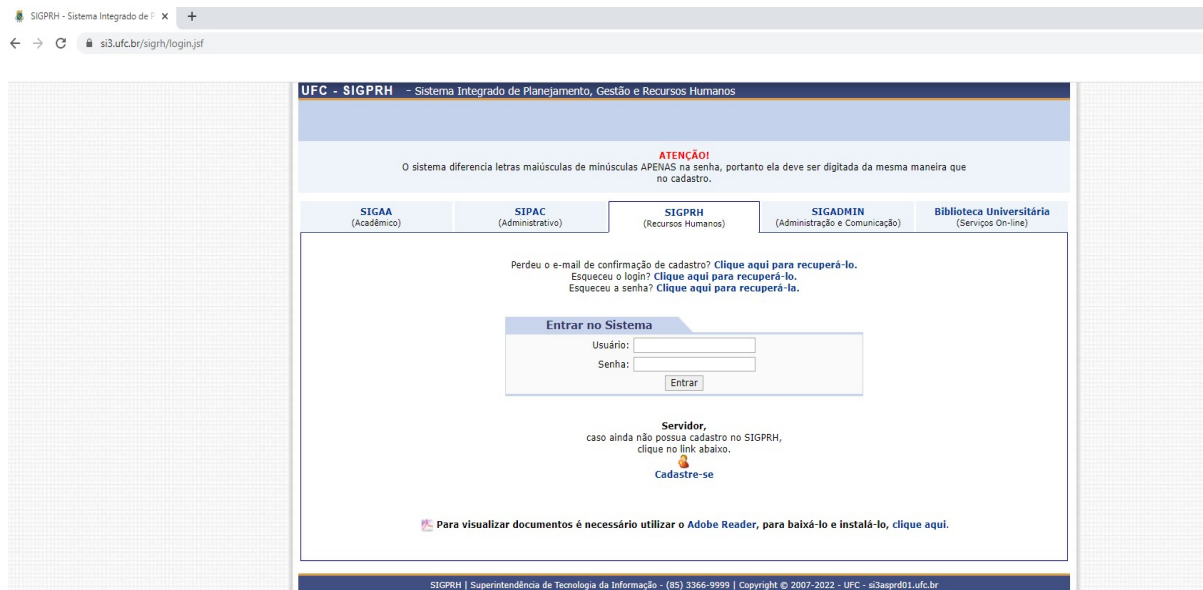 SIGPRH - Sistema Integrado de P
si3.ufc.br/sigrh/login.jsf
UFC - SIGPRH - Sistema Integrado de Planejamento, Gestão e Recursos Humanos
ATENÇÃO!
O sistema diferencia letras maiúsculas de minúsculas APENAS na senha, portanto ela deve ser digitada da mesma maneira que
no cadastro.
SIGAA SIPAC SIGPRH SIGADMIN Biblioteca Universitária
(Acadêmico) (Administrativo) (Recursos Humanos) (Administração e Comunicação) (Serviços On-line)
Perdeu o e-mail de confirmação de cadastro? Clique aqui para recuperá-lo.
Esqueceu o login? Clique aqui para recuperá-lo.
Esqueceu a senha? Clique aqui para recuperá-la.
Entrar no Sistema
Usuário:
Senha:
Entrar
Servidor,
caso ainda não possua cadastro no SIGPRH,
clique no link abaixo.
Cadastre-se
Para visualizar documentos é necessário utilizar o Adobe Reader, para baixá-lo e instalá-lo, clique aqui.
SIGPRH | Superintendência de Tecnologia da Informação - (85) 3366-9999 | Copyright © 2007-2022 - UFC - si3asprd01.ufc.br